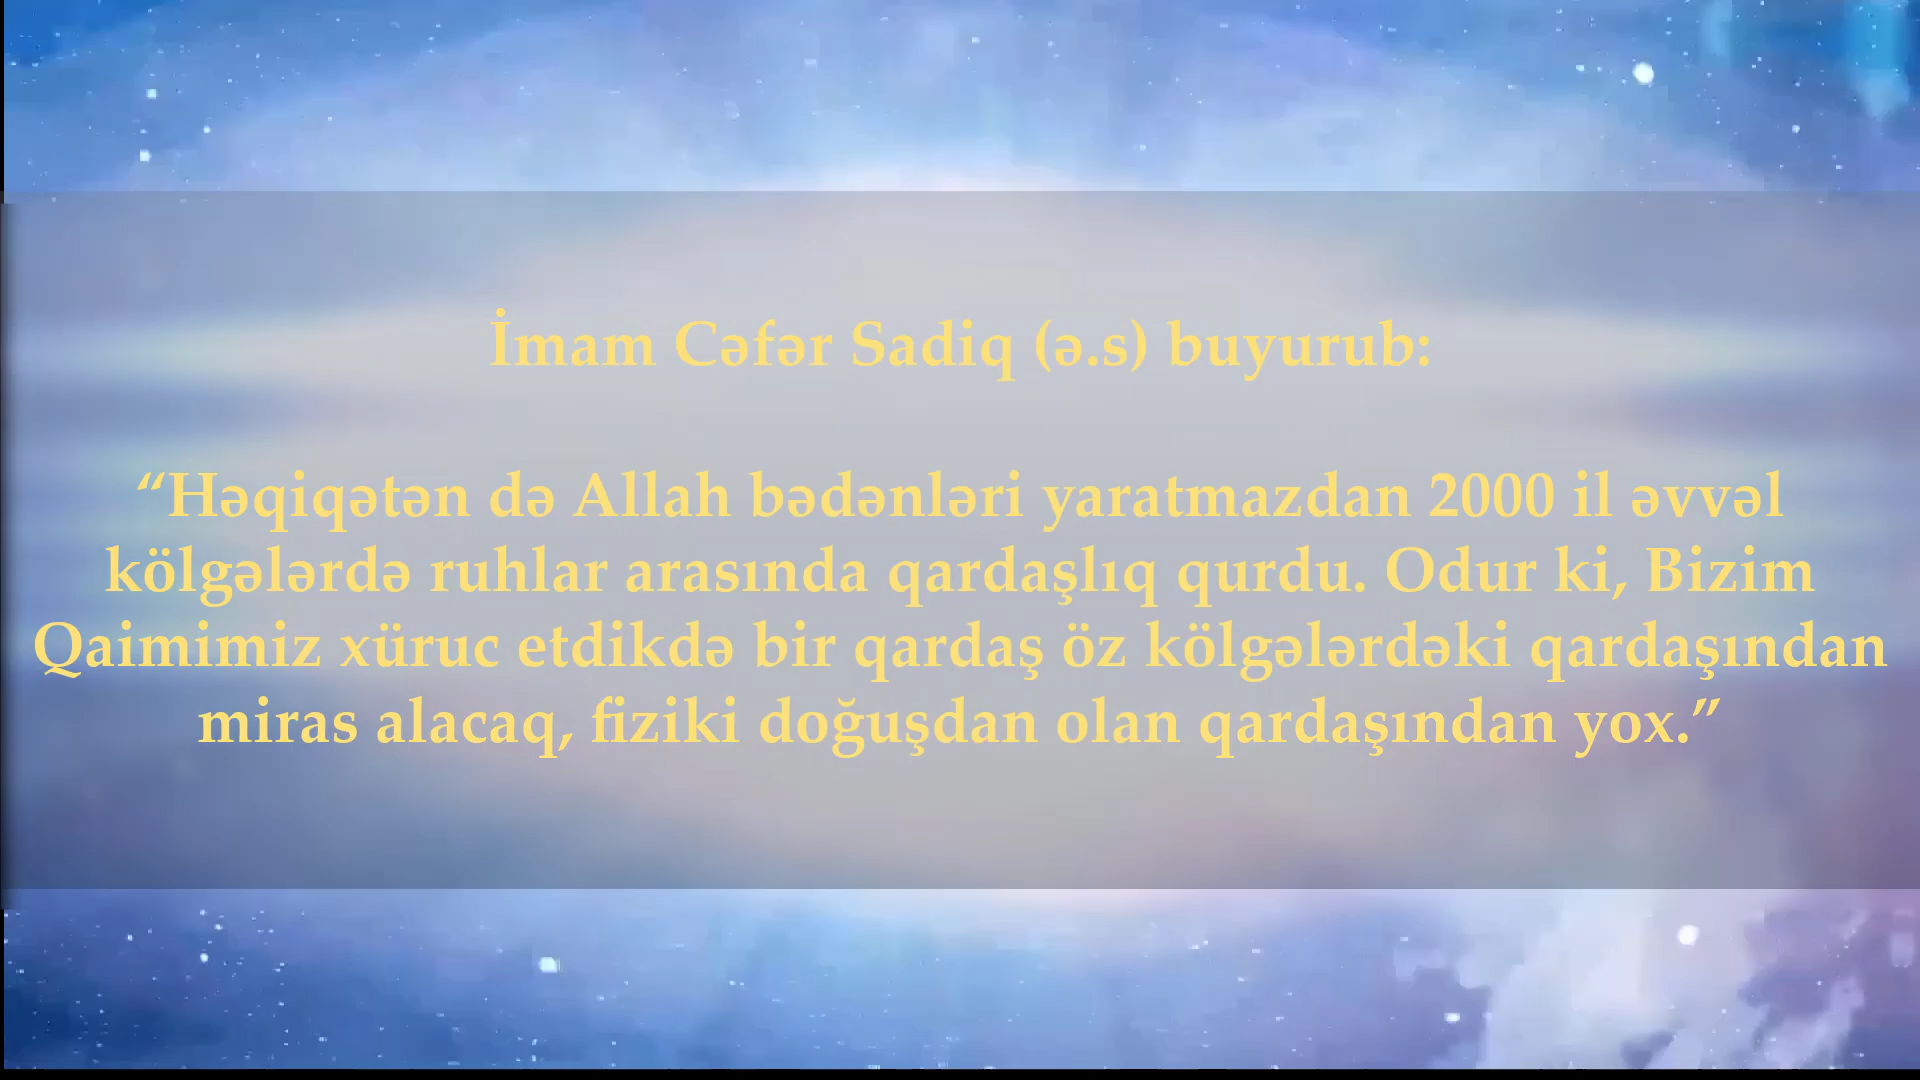 İmam Cəfər Sadiq (ə.s) buyurub:
“Həqiqətən də Allah bədənləri yaratmazdan 2000 il əvvəl
kölgələrdə ruhlar arasında qardaşlıq qurdu. Odur ki, Bizim
Qaimimiz xüruc etdikdə bir qardaş öz kölgələrdəki qardaşından
miras alacaq, fiziki doğuşdan olan qardaşından yox.”